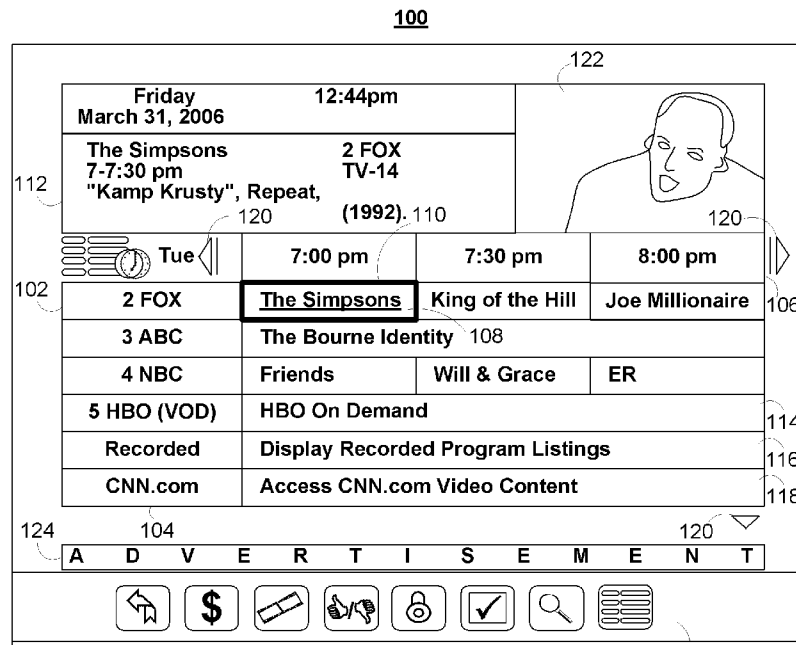 100
122
Friday 12:44pm
March 31, 2006
The Simpsons 2 FOX
7-7:30 pm TV-14
"Kamp Krusty", Repeat,
(1992).
112
110
120
120
Tue 7:00 pm 7:30 pm 8:00 pm
102
106
2 FOX The Simpsons King of the Hill Joe Millionaire
3 ABC The Bourne Identity 108
4 NBC Friends Will & Grace ER
5 HBO (VOD) HBO On Demand
114
Recorded Display Recorded Program Listings
116
CNN.com Access CNN.com Video Content
118
104
120
124
A D V E R T I S E M E N T
$